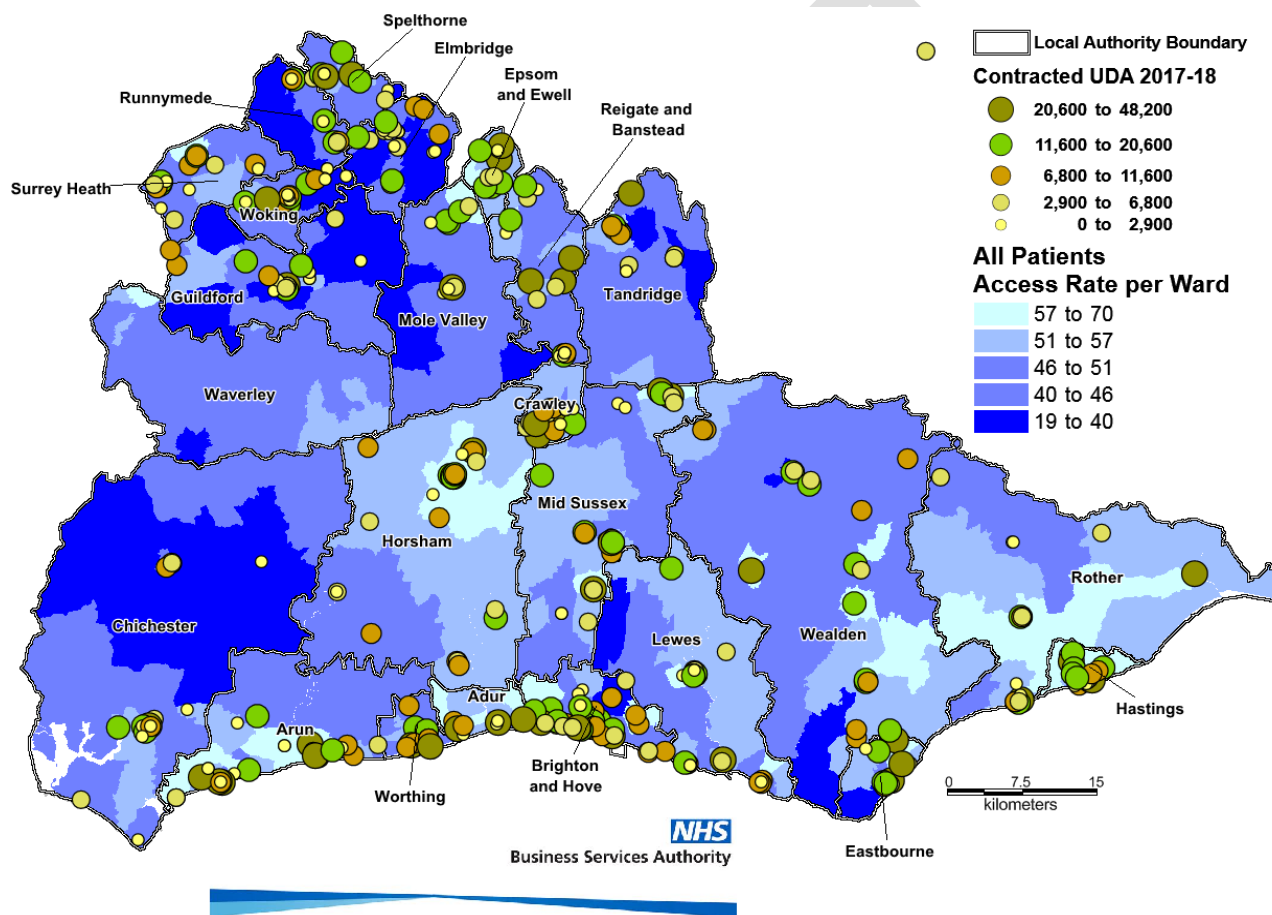 Spelthorne
Elmbridge
Epsom
and Ewell
Runnymede
Reigate and
Banstead
Surrey Heath
Woking
Guildford
Mole Valley
Tandridge
Waverley
Crawley
Mid Sussex
Horsham
Rother
Chichester
Lewes
Wealden
Adur
Arun
Hastings
Worthing
Brighton
and Hove
Eastbourne
Local Authority Boundary
Contracted UDA 2017-18
20,600 to 48,200
11,600 to 20,600
6,800 to 11,600
2,900 to 6,800
0 to 2,900
All Patients
Access Rate per Ward
57 to 70
51 to 57
46 to 51
40 to 46
19 to 40
0 7.5 15
kilometers
NHS
Business Services Authority